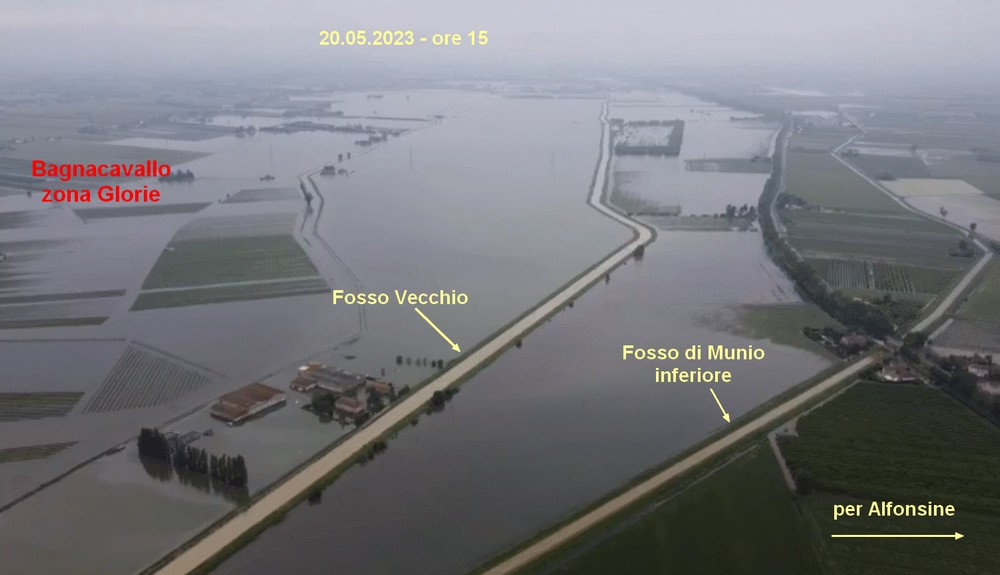 20.05.2023 - ore 15
Bagnacavallo
zona Glorie
Fosso Vecchio
Fosso di Munio
inferiore
per Alfonsine